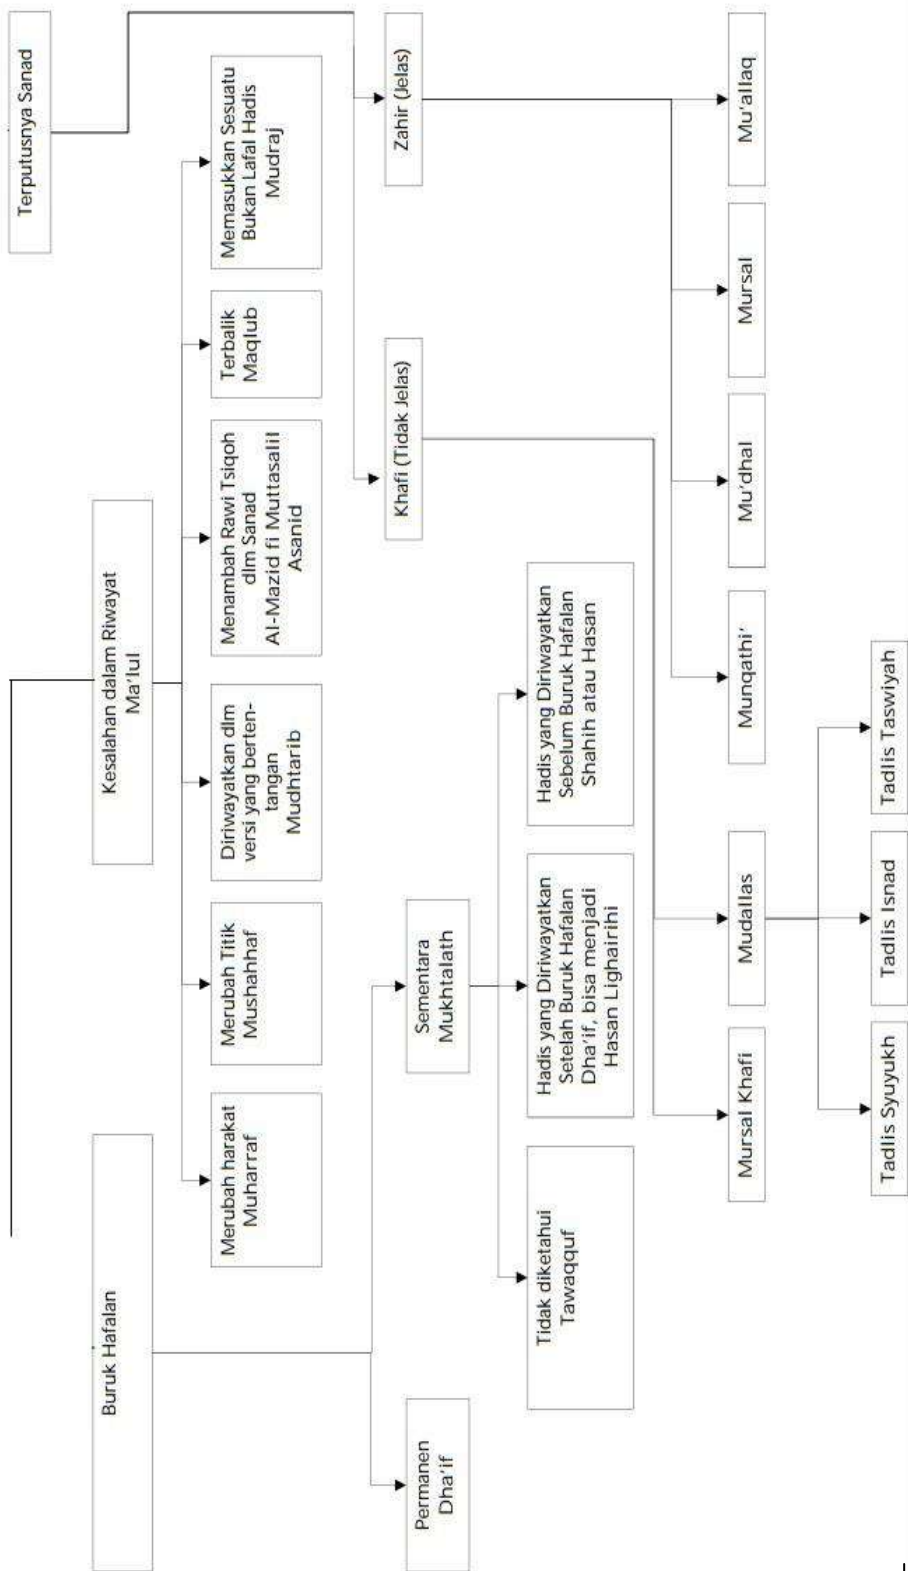 Terputusnya Sanad
Kesalahan dalam Riwayat
Ma'lul
Buruk Hafalan
Merubah harakat
Muharraf
Merubah Titik
Mushahhaf
Diriwayatkan dlm
versi yang berten-
tangan
Mudhtarib
Menambah Rawi Tsiqoh
dlm Sanad
Al-Mazid fi Muttasalil
Asanid
Terbalik
Maqlub
Memasukkan Sesuatu
Bukan Lafal Hadis
Mudraj
Khafi (Tidak Jelas)
Zahir (Jelas)
Permanen
Dha'if
Sementara
Mukhtalath
Tidak diketahui
Tawaqquf
Hadis yang Diriwayatkan
Setelah Buruk Hafalan
Dha'if, bisa menjadi
Hasan Lighairihi
Hadis yang Diriwayatkan
Sebelum Buruk Hafalan
Shahih atau Hasan
Mursal Khafi
Mudallas
Munqathi'
Mu'dhal
Mursal
Mu'allaq
Tadlis Syuyukh
Tadlis Isnad
Tadlis Taswiyah